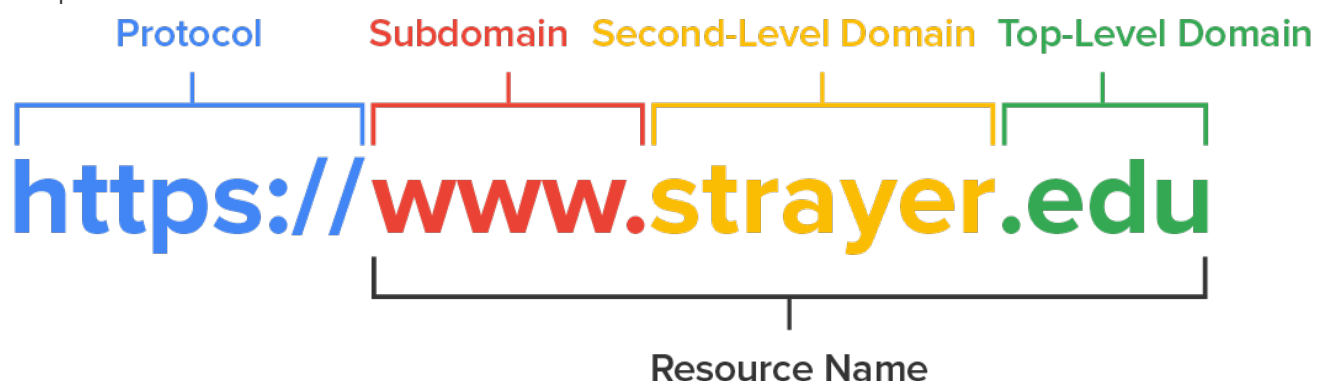 Protocol Subdomain Second-Level Domain Top-Level Domain
https://www.strayer.edu
Resource Name